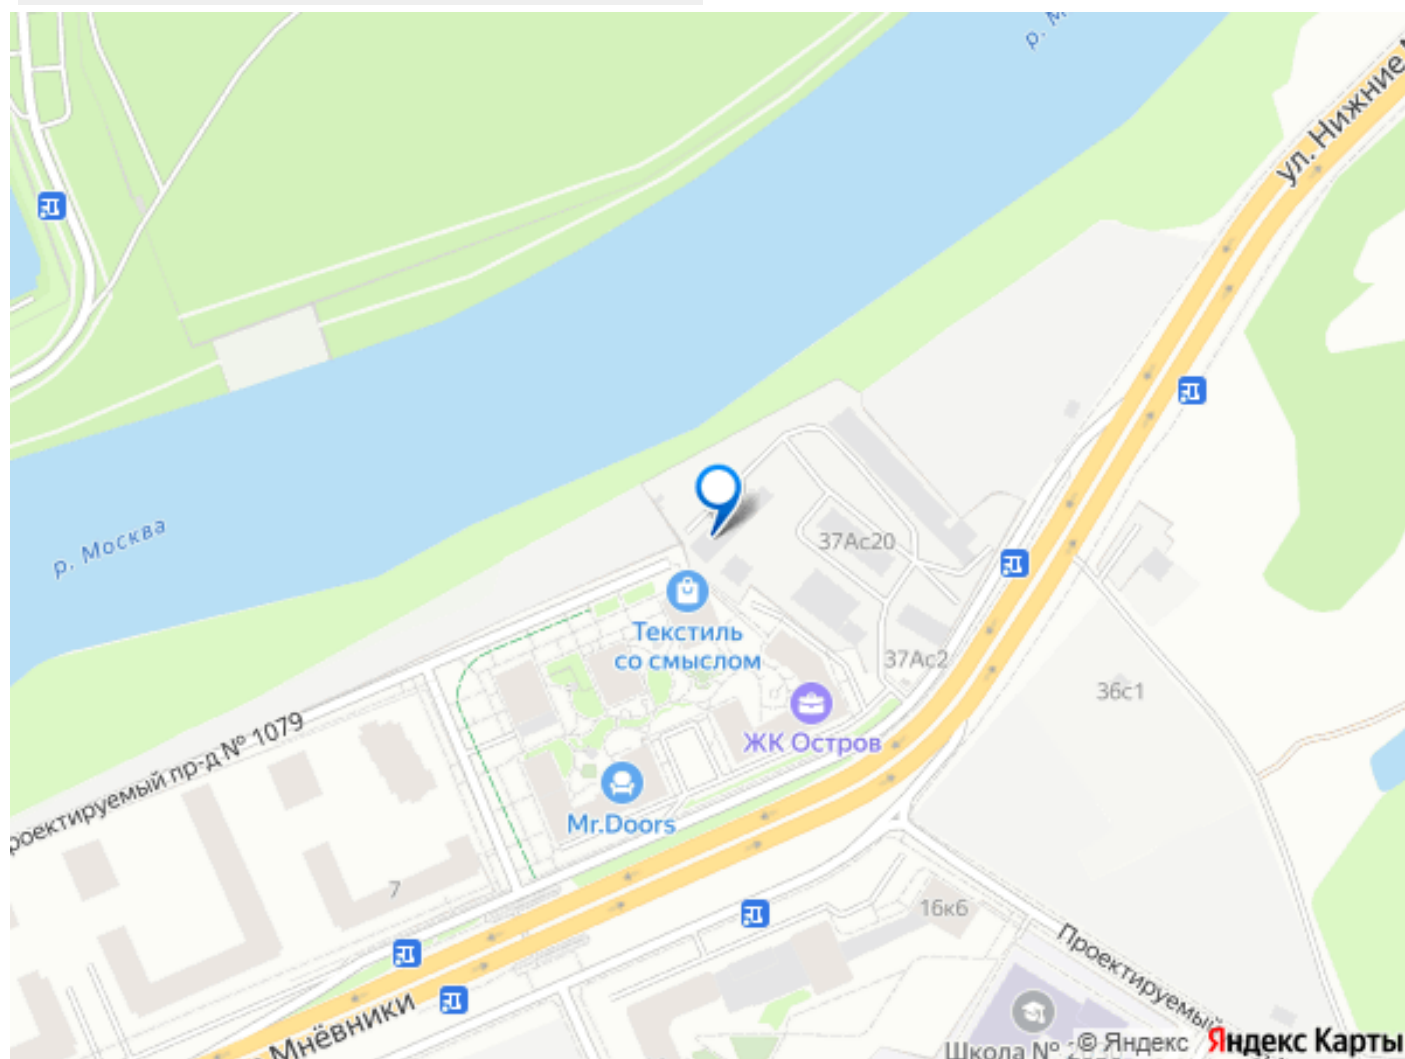 р. М
ул. Нижние
р. Москва
37Ас20
Текстиль
со смыслом
37Ас2
36с1
ЖК Остров
роектируемый пр-д № 1079
Mr.Doors
7
16к6
Проектируемый
Мнёвники
Школа №
© Яндекс
Яндекс Карты